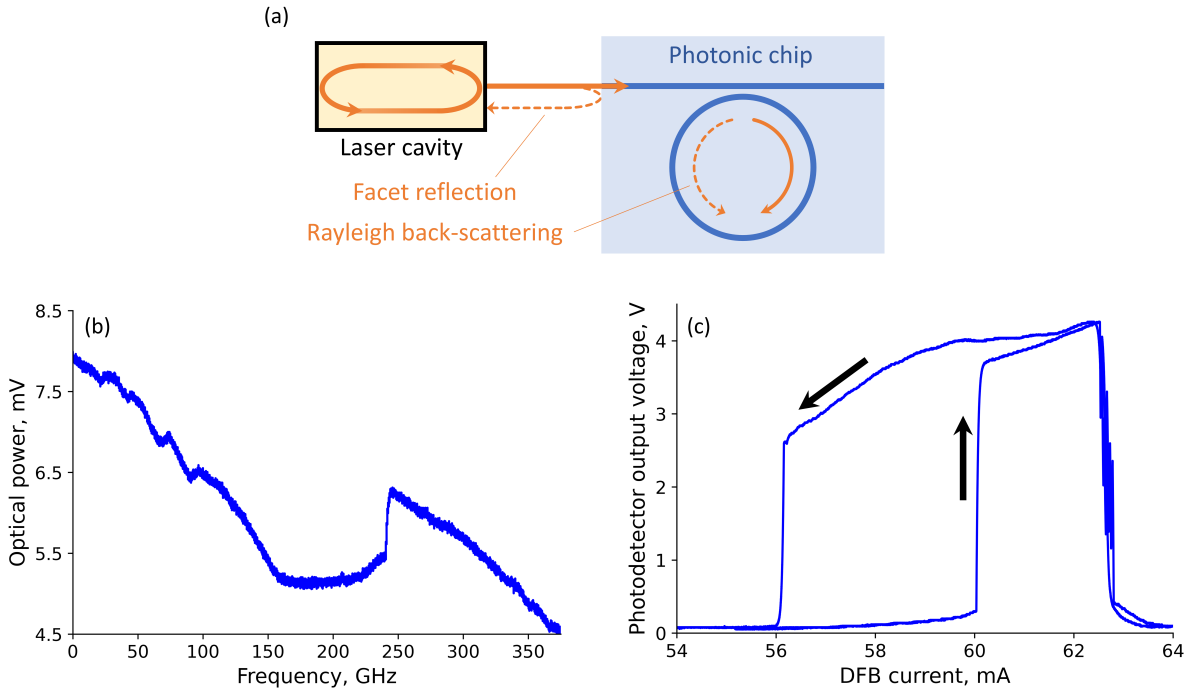 (a)
Photonic chip
Laser cavity
Facet reflection
Rayleigh back-scattering
(b)
8.5
7.5
6.5
5.5
4.5
Optical power, mV
0 50 100 150 200 250 300 350
Frequency, GHz
(c)
4
3
2
1
0
Photodetector output voltage, V
54 56 58 60 62 64
DFB current, mA